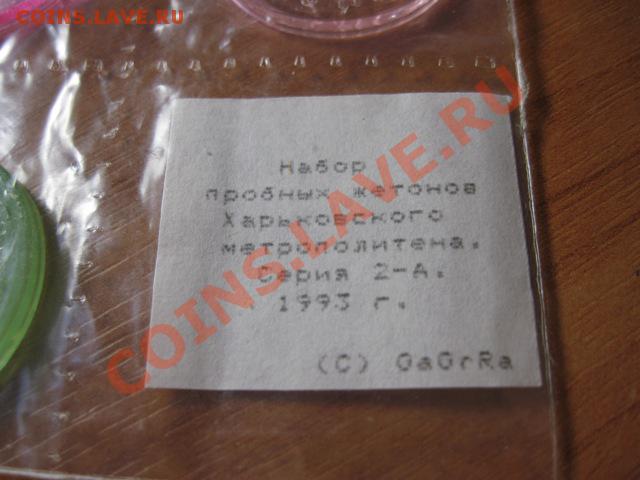 COINS.LAVE.RU
COINS.LAVE.RU
Набор
пробных жетонов
Харьковского
метрополитена.
Серия 2-А.
1993 г.
(C) GaGrRa